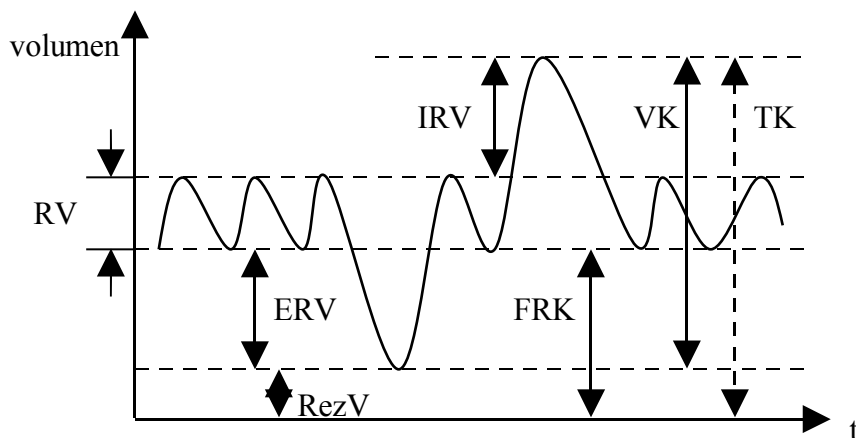 volumen
IRV VK TK
RV
ERV FRK
RezV
t